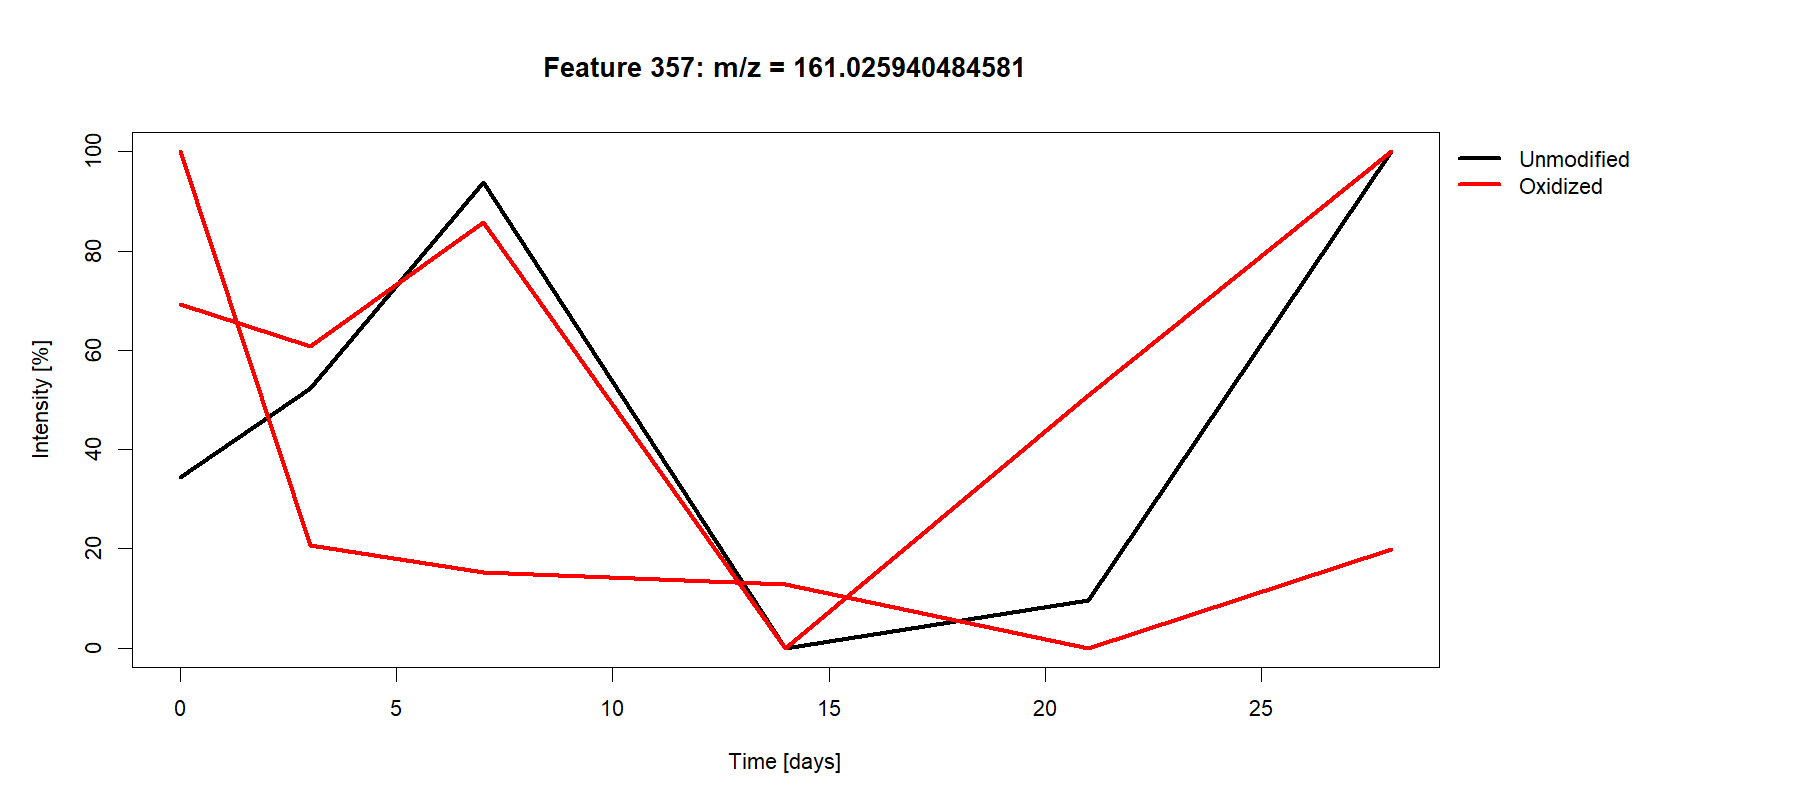 Feature 357: m/z = 161.025940484581
Unmodified
Oxidized
Intensity [%]
100
80
60
40
20
0
0 5 10 15 20 25
Time [days]